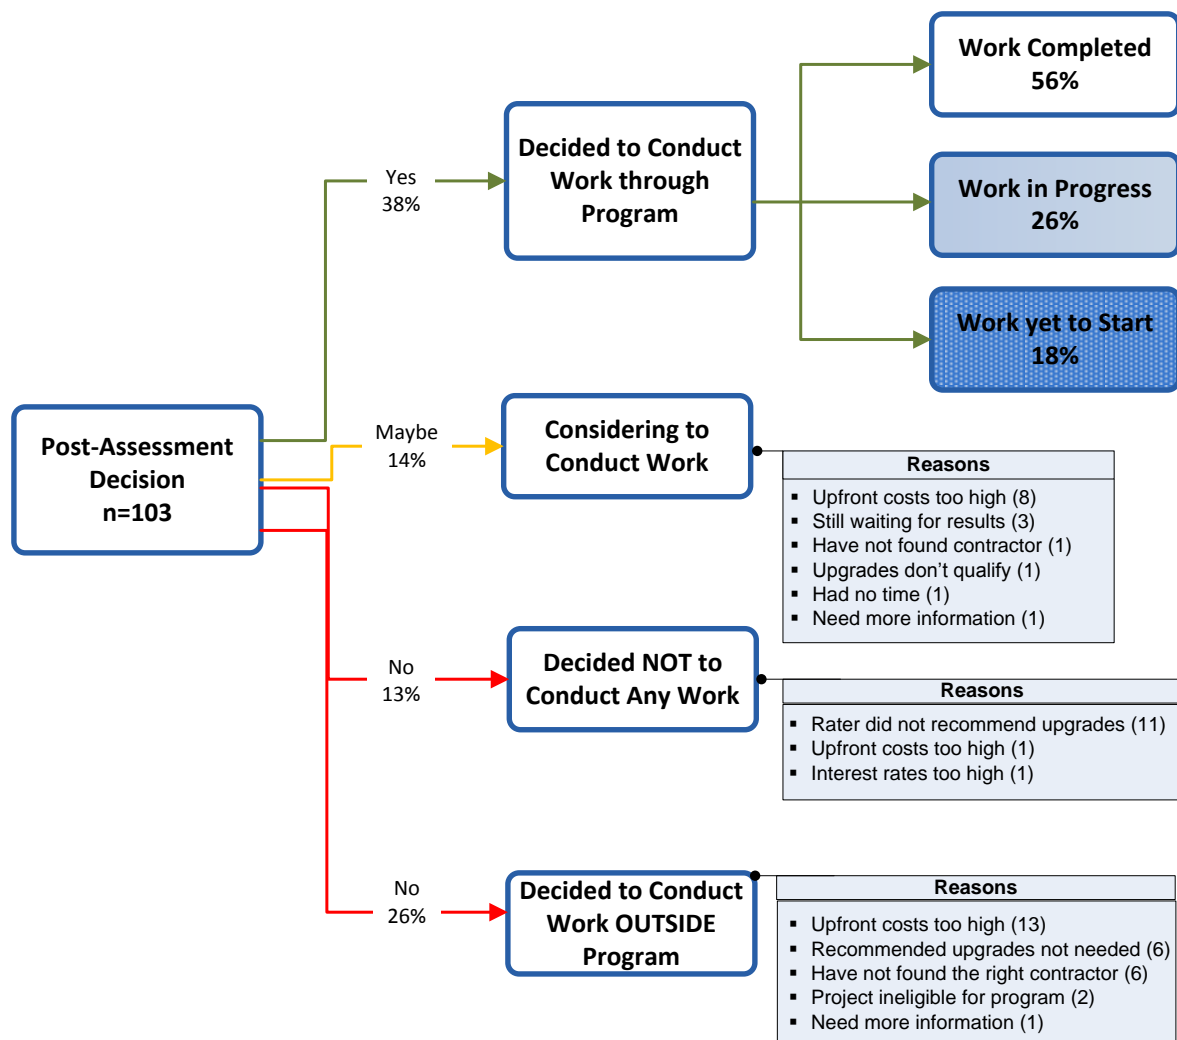 Post-Assessment
Decision
n=103
Yes
38%
Decided to Conduct
Work through
Program
Work Completed
56%
Work in Progress
26%
Work yet to Start
18%
Maybe
14%
Considering to
Conduct Work
Reasons
▪ Upfront costs too high (8)
▪ Still waiting for results (3)
▪ Have not found contractor (1)
▪ Upgrades don’t qualify (1)
▪ Had no time (1)
▪ Need more information (1)
No
13%
Decided NOT to
Conduct Any Work
Reasons
▪ Rater did not recommend upgrades (11)
▪ Upfront costs too high (1)
▪ Interest rates too high (1)
No
26%
Decided to Conduct
Work OUTSIDE
Program
Reasons
▪ Upfront costs too high (13)
▪ Recommended upgrades not needed (6)
▪ Have not found the right contractor (6)
▪ Project ineligible for program (2)
▪ Need more information (1)